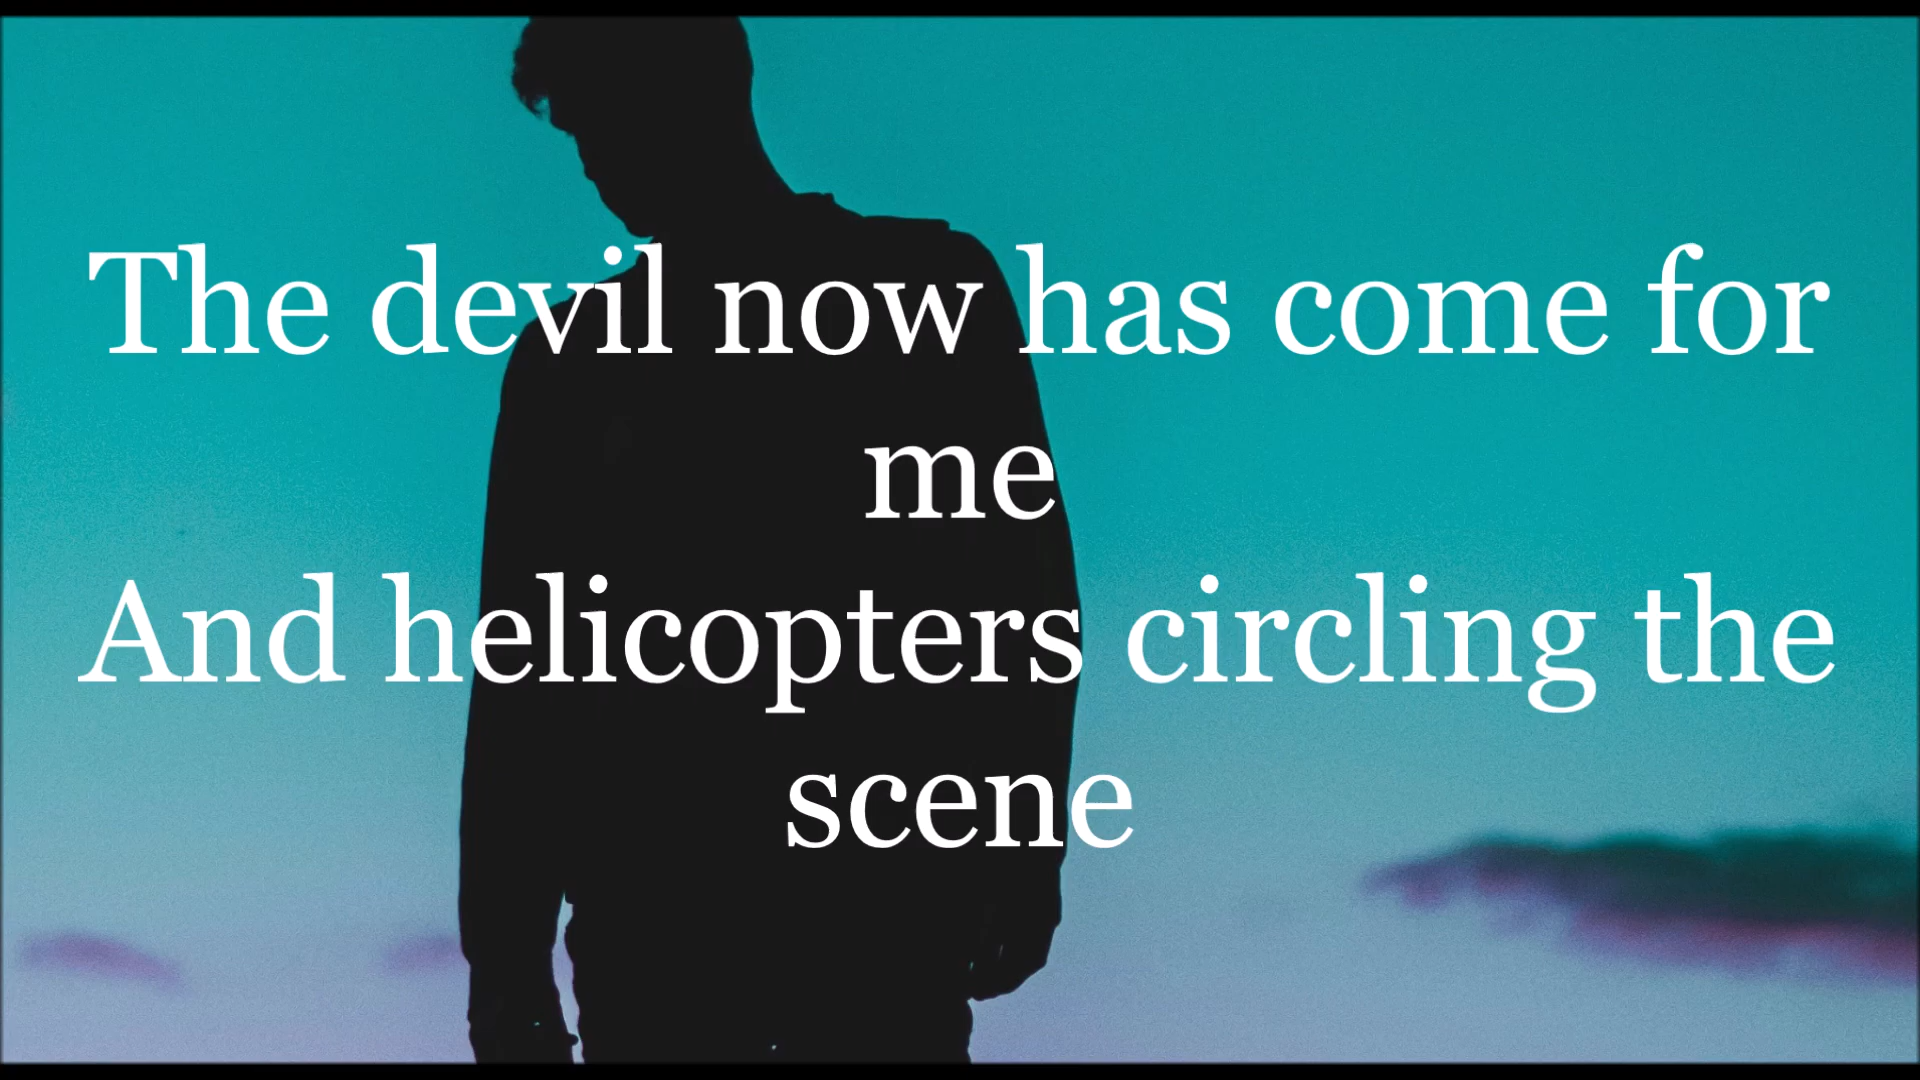 The devil now has come for
me
And helicopters circling the
scene